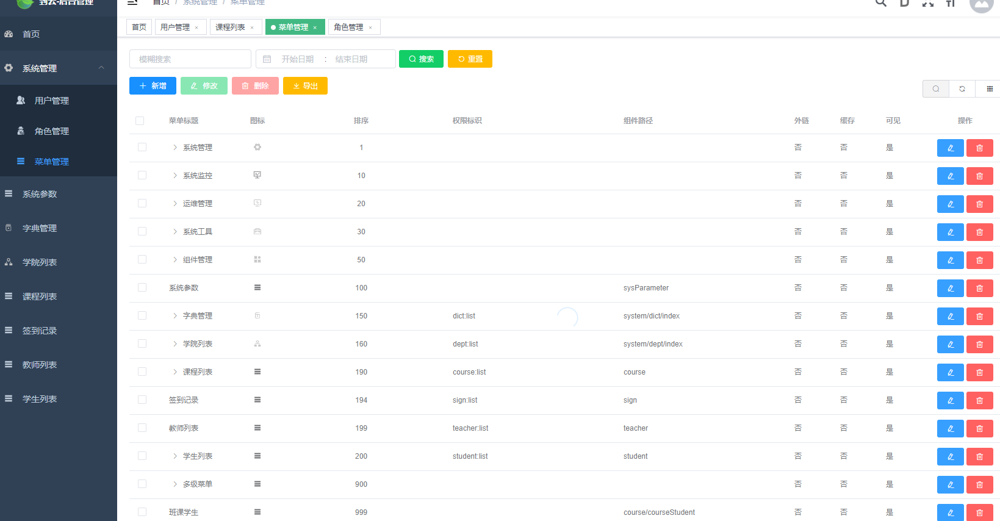 到云-后台管理
首页 / 系统管理 / 菜单管理
首页
用户管理 ×
课程列表 ×
菜单管理 ×
角色管理 ×
首页
系统管理
用户管理
角色管理
菜单管理
系统参数
字典管理
学院列表
课程列表
签到记录
教师列表
学生列表
模糊搜索
开始日期 : 结束日期
搜索
重置
新增
修改
删除
导出
菜单标题 图标 排序 权限标识 组件路径 外链 缓存 可见 操作
系统管理 1 否 否 是
系统监控 10 否 否 是
运维管理 20 否 否 是
系统工具 30 否 否 是
组件管理 50 否 否 是
系统参数 100 sysParameter 否 否 是
字典管理 150 dict:list system/dict/index 否 否 是
学院列表 160 dept:list system/dept/index 否 否 是
课程列表 190 course:list course 否 否 是
签到记录 194 sign:list sign 否 否 是
教师列表 199 teacher:list teacher 否 否 是
学生列表 200 student:list student 否 否 是
多级菜单 900 否 否 是
班课学生 999 course/courseStudent 否 否 是